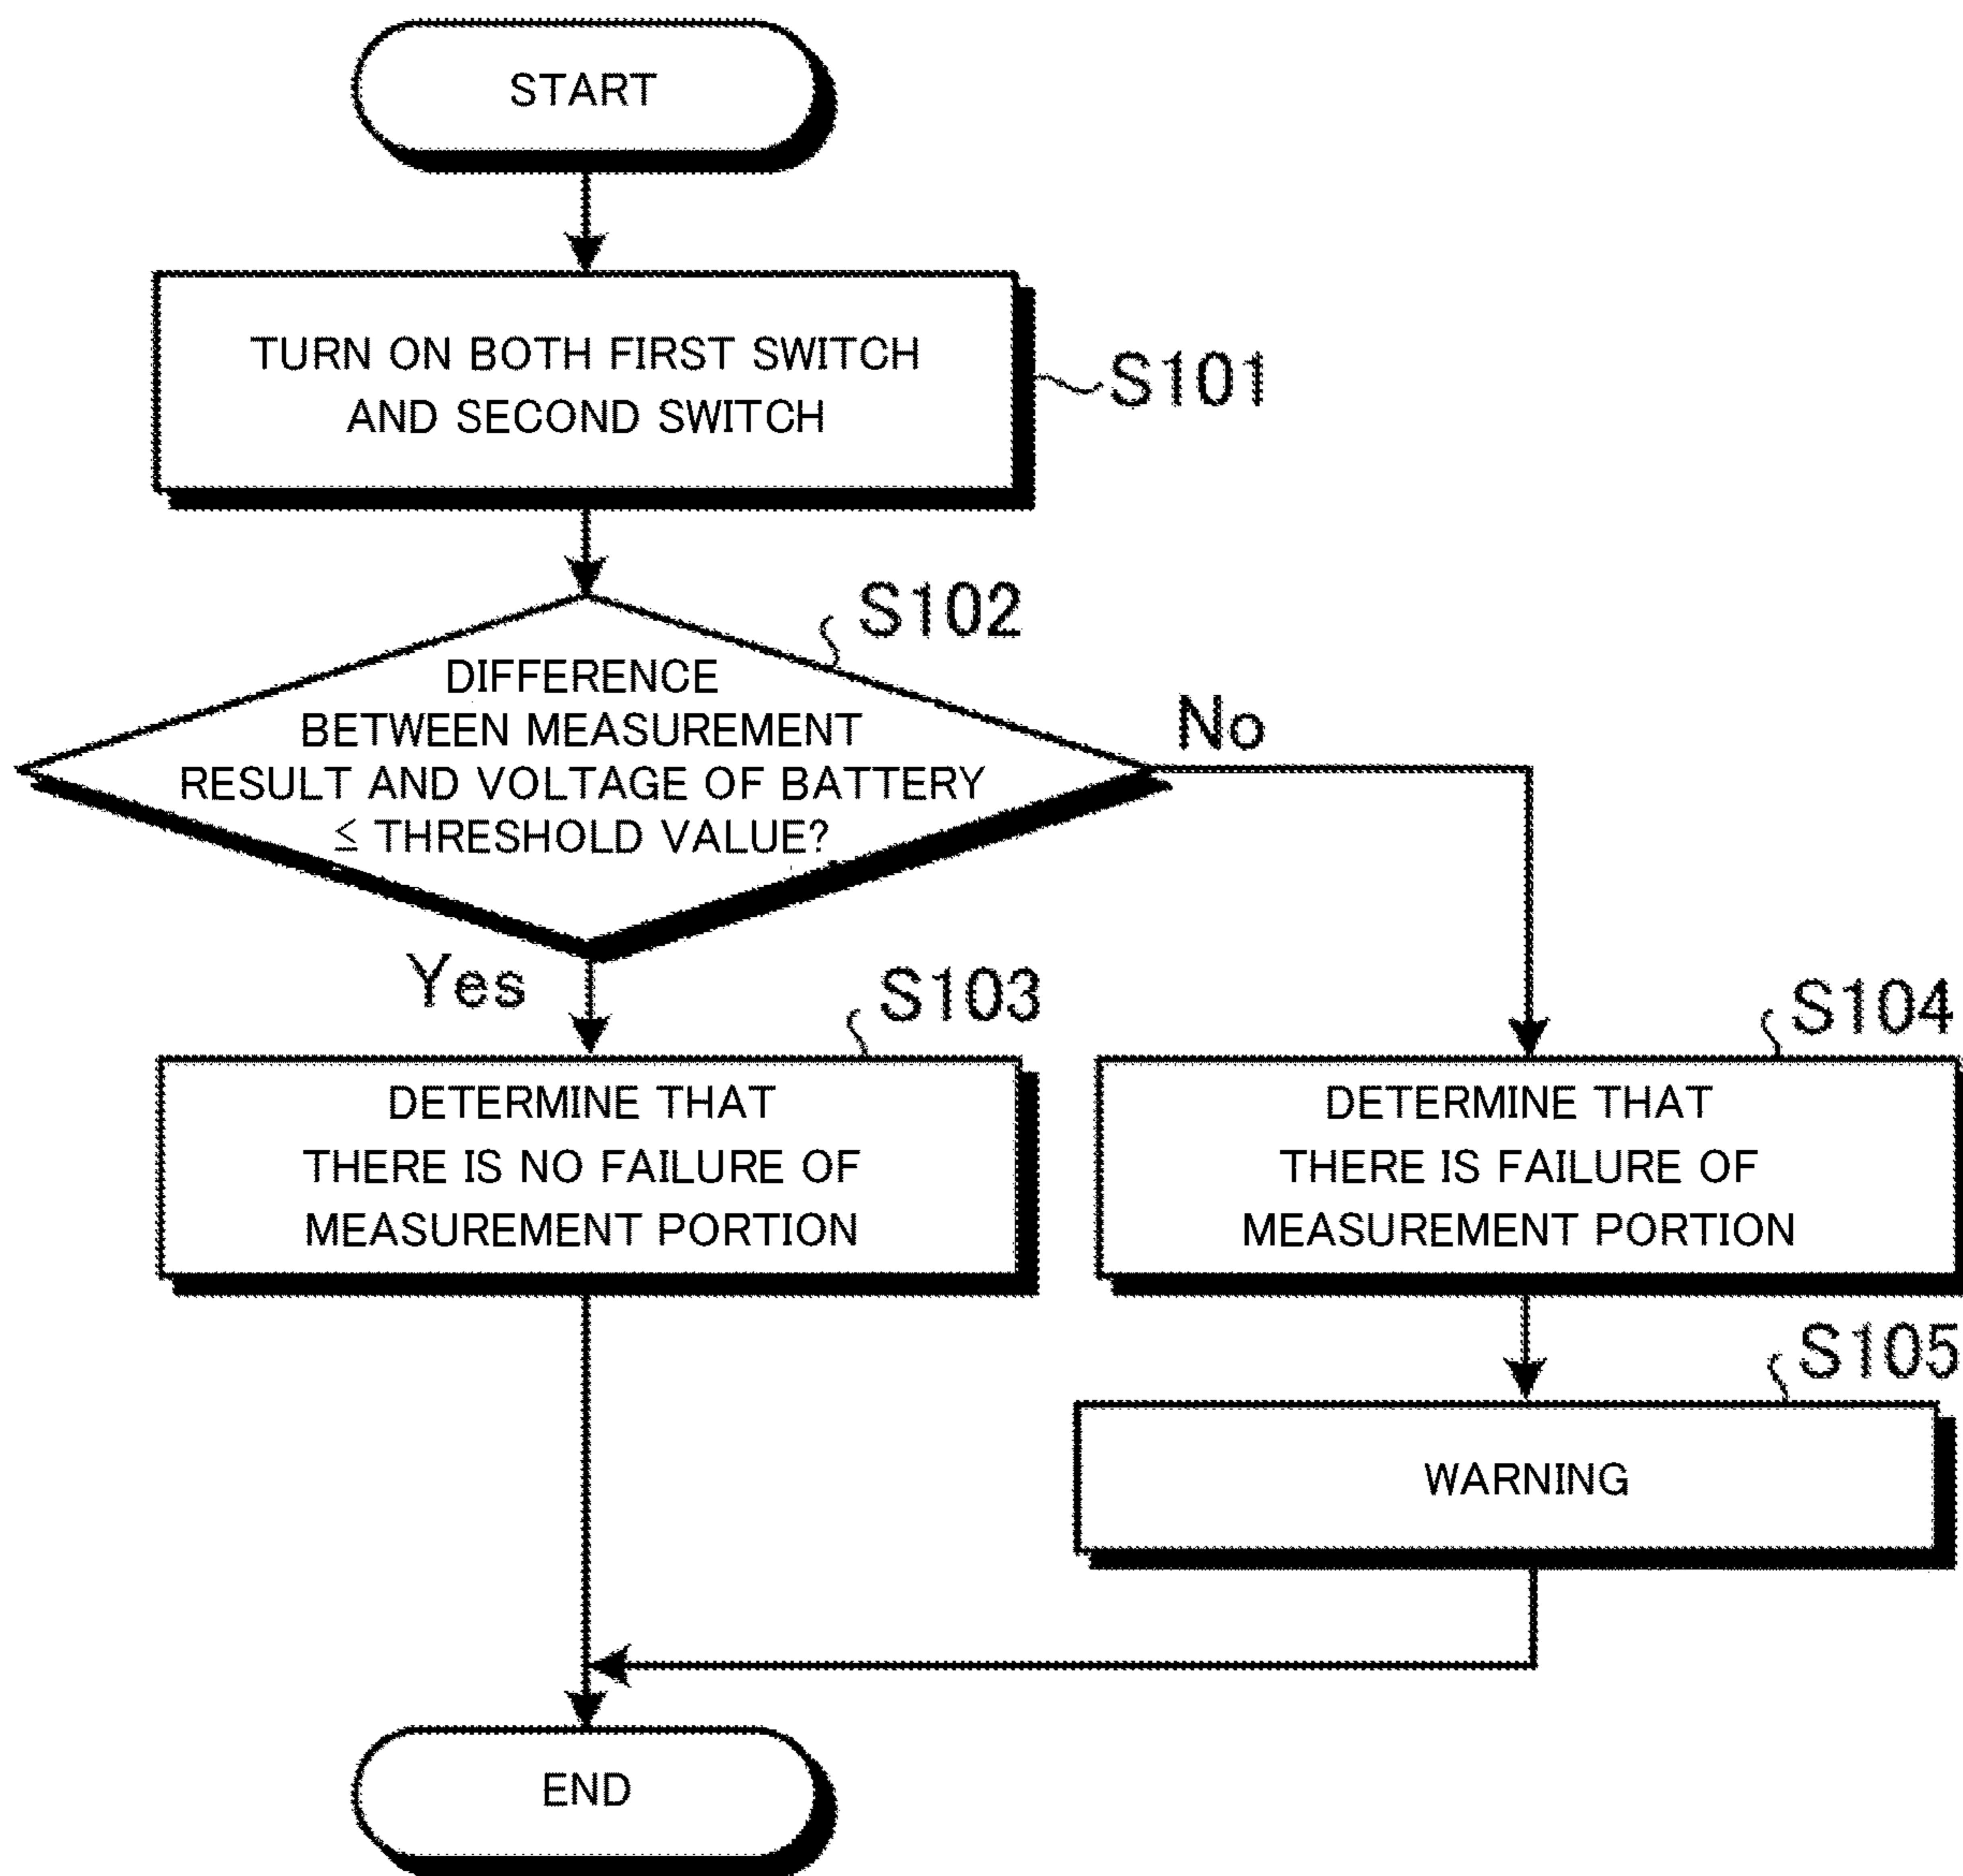 START
TURN ON BOTH FIRST SWITCH
AND SECOND SWITCH
S101
S102
DIFFERENCE
BETWEEN MEASUREMENT
RESULT AND VOLTAGE OF BATTERY
≦ THRESHOLD VALUE?
No
Yes
S103
DETERMINE THAT
THERE IS NO FAILURE OF
MEASUREMENT PORTION
S104
DETERMINE THAT
THERE IS FAILURE OF
MEASUREMENT PORTION
S105
WARNING
END